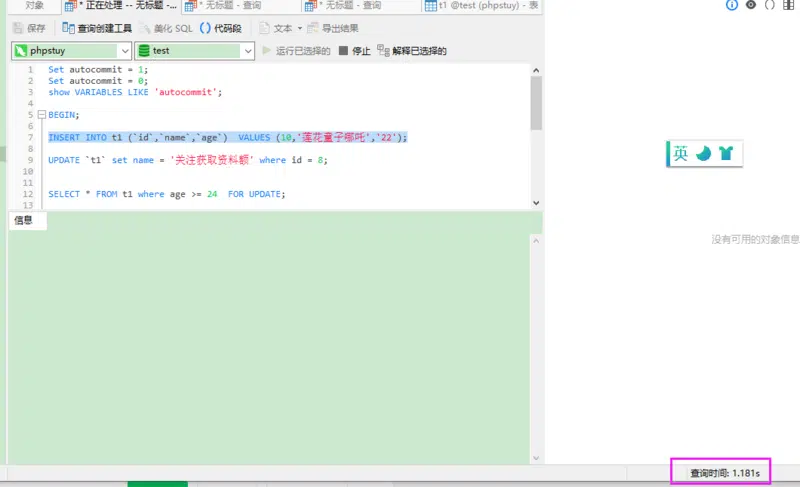 对象
* 正在处理 -- 无标题 -...
* 无标题 - 查询
* 无标题 - 查询
t1 @test (phpstuy) - 表
保存
查询创建工具
美化 SQL
() 代码段
文本
导出结果
phpstuy
test
运行已选择的
停止
解释已选择的
1 Set autocommit = 1;
2 Set autocommit = 0;
3 show VARIABLES LIKE 'autocommit';
4
5 BEGIN;
6
7 INSERT INTO t1 (`id`,`name`,`age`) VALUES (10,'莲花童子哪吒','22');
8
9 UPDATE `t1` set name = '关注获取资料额' where id = 8;
10
11
12 SELECT * FROM t1 where age >= 24 FOR UPDATE;
13
信息
英
没有可用的对象信息
查询时间: 1.181s